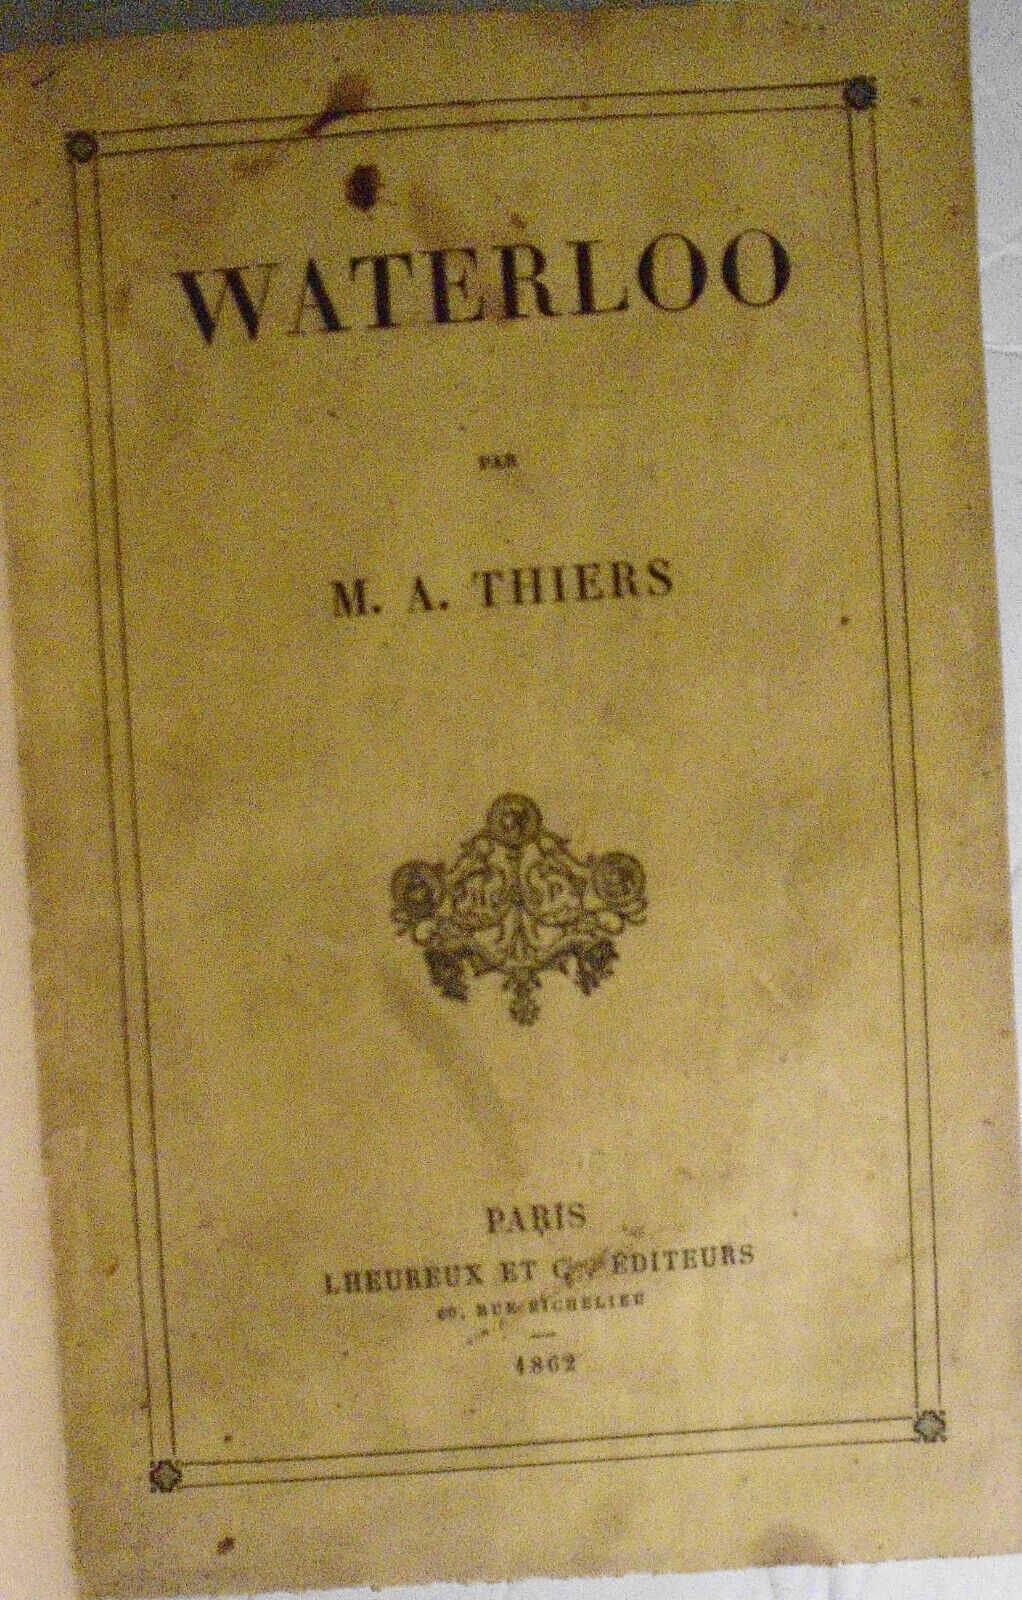 WATERLOO
PAR
M. A. THIERS
PARIS
LHEUREUX ET Cie, ÉDITEURS
60, RUE RICHELIEU
1862